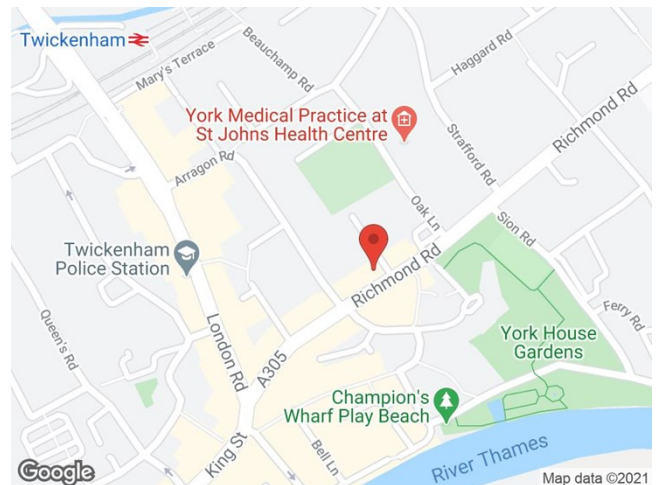 Twickenham
Beauchamp Rd
Haggard Rd
Mary's Terrace
York Medical Practice at
St Johns Health Centre
Strafford Rd
Richmond Rd
Arragon Rd
Oak Ln
Sion Rd
Twickenham
Police Station
Richmond Rd
Ferry Rd
Queen's Rd
London Rd
A305
York House
Gardens
Champion's
Wharf Play Beach
King St
Bell Ln
River Thames
Google
Map data ©2021